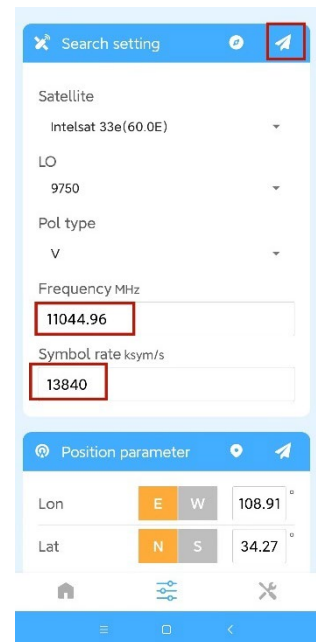 Search setting
Satellite
Intelsat 33e(60.0E)
LO
9750
Pol type
V
Frequency MHz
11044.96
Symbol rate ksym/s
13840
Position parameter
Lon E W 108.91 °
Lat N S 34.27 °